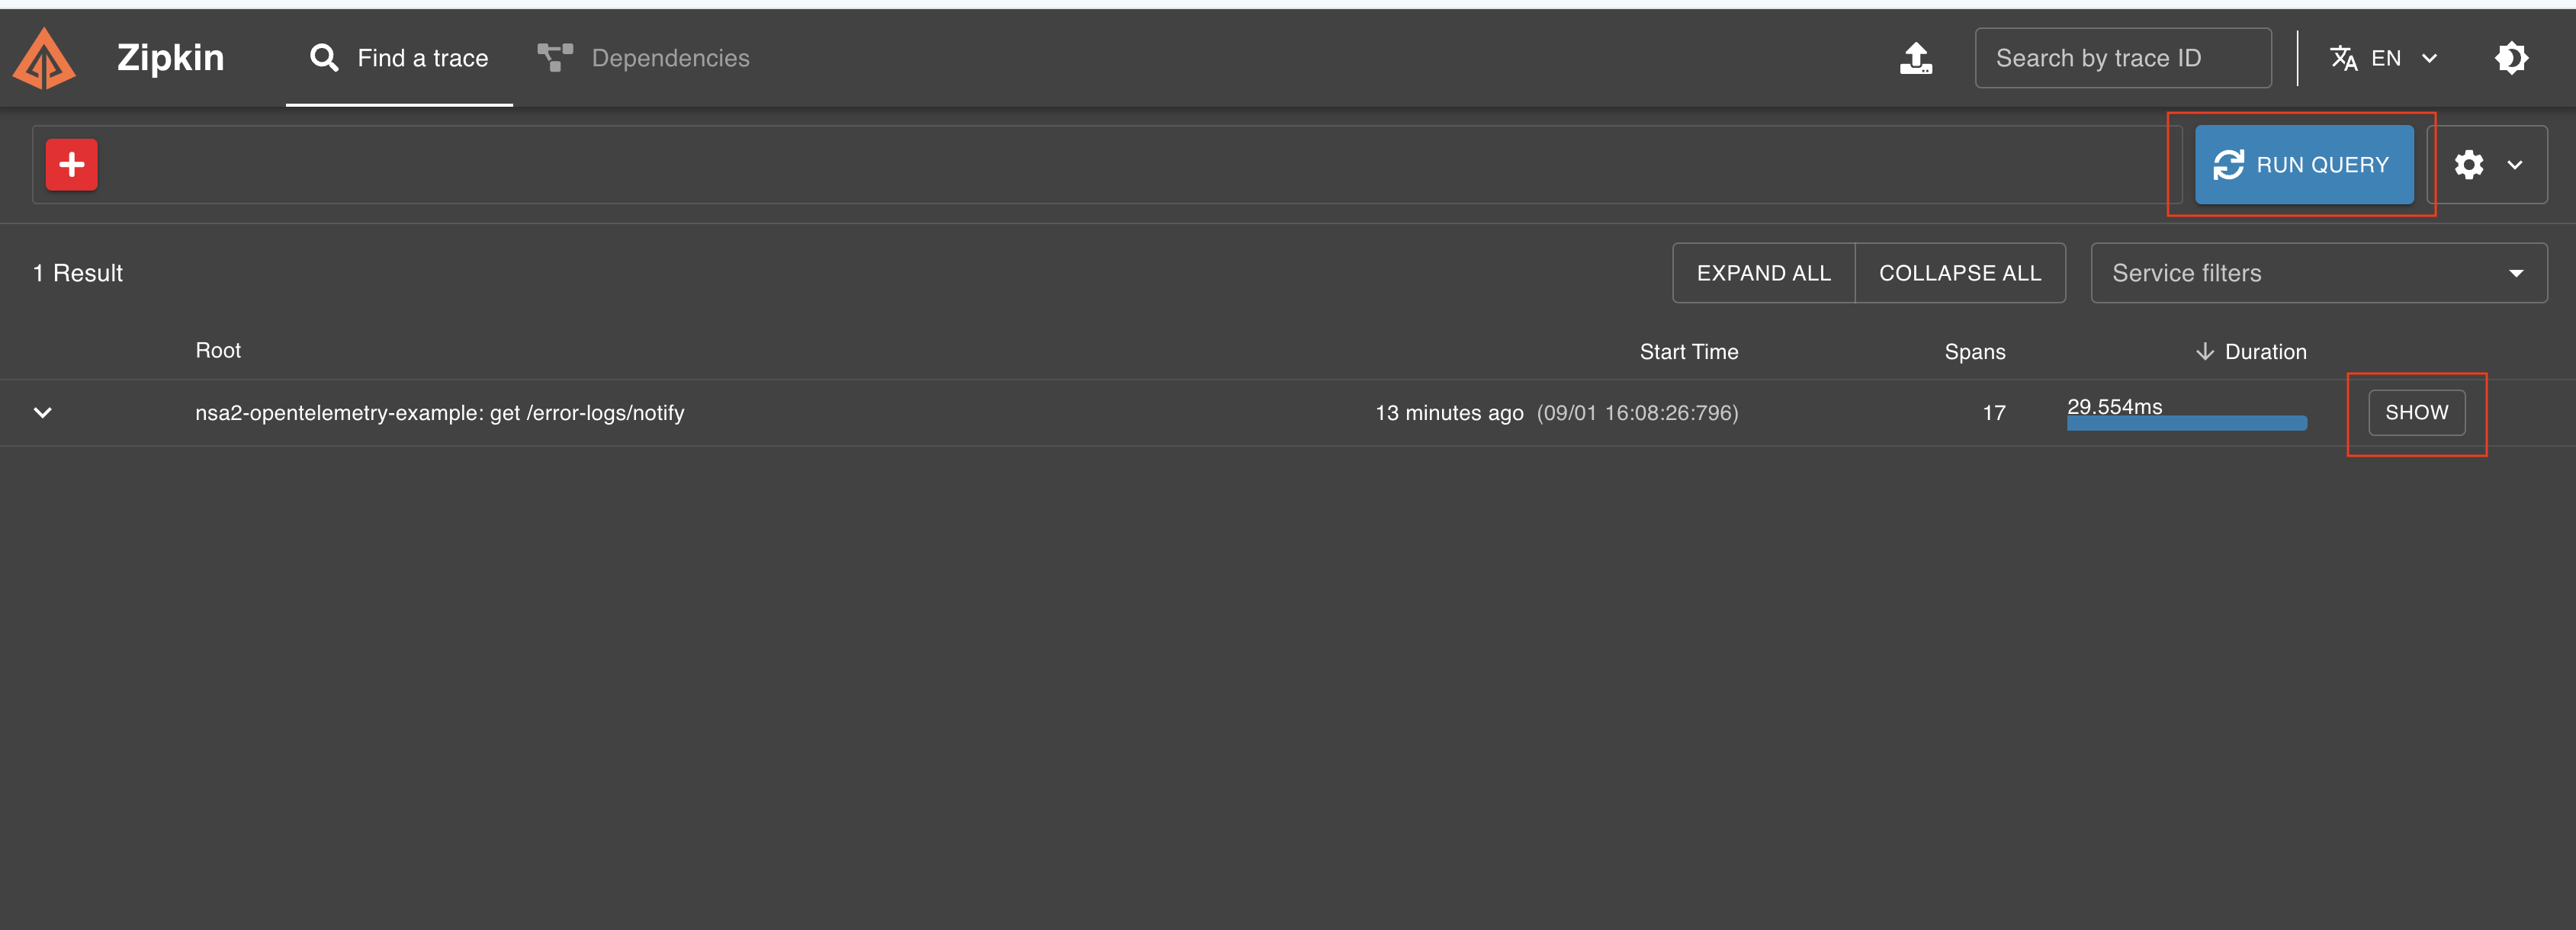 Zipkin Find a trace Dependencies Search by trace ID EN
RUN QUERY
1 Result EXPAND ALL COLLAPSE ALL Service filters
Root Start Time Spans Duration
nsa2-opentelemetry-example: get /error-logs/notify 13 minutes ago (09/01 16:08:26:796) 17 29.554ms SHOW